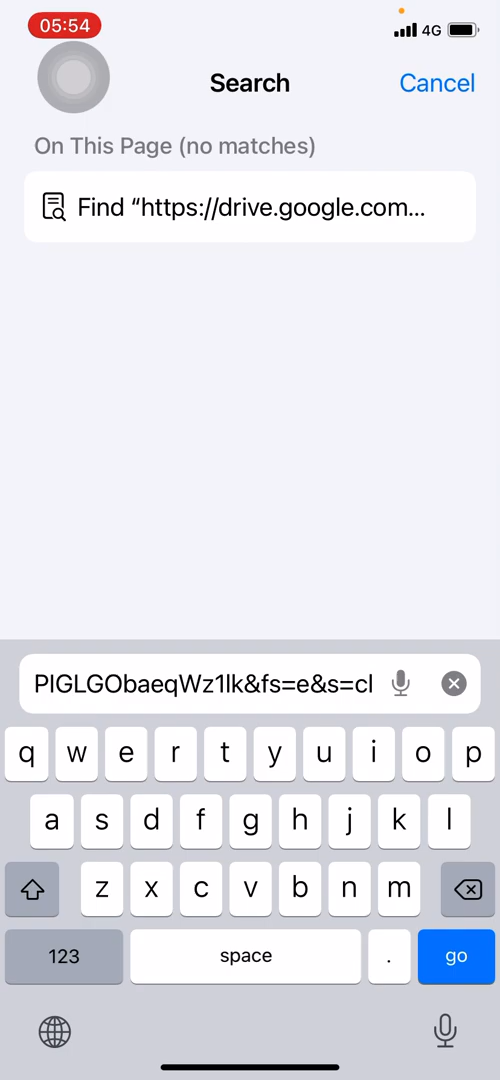 05:54
4G
Search
Cancel
On This Page (no matches)
Find “https://drive.google.com...
PIGLGObaeqWz1lk&fs=e&s=cl
q w e r t y u i o p
a s d f g h j k l
z x c v b n m
123 space . go